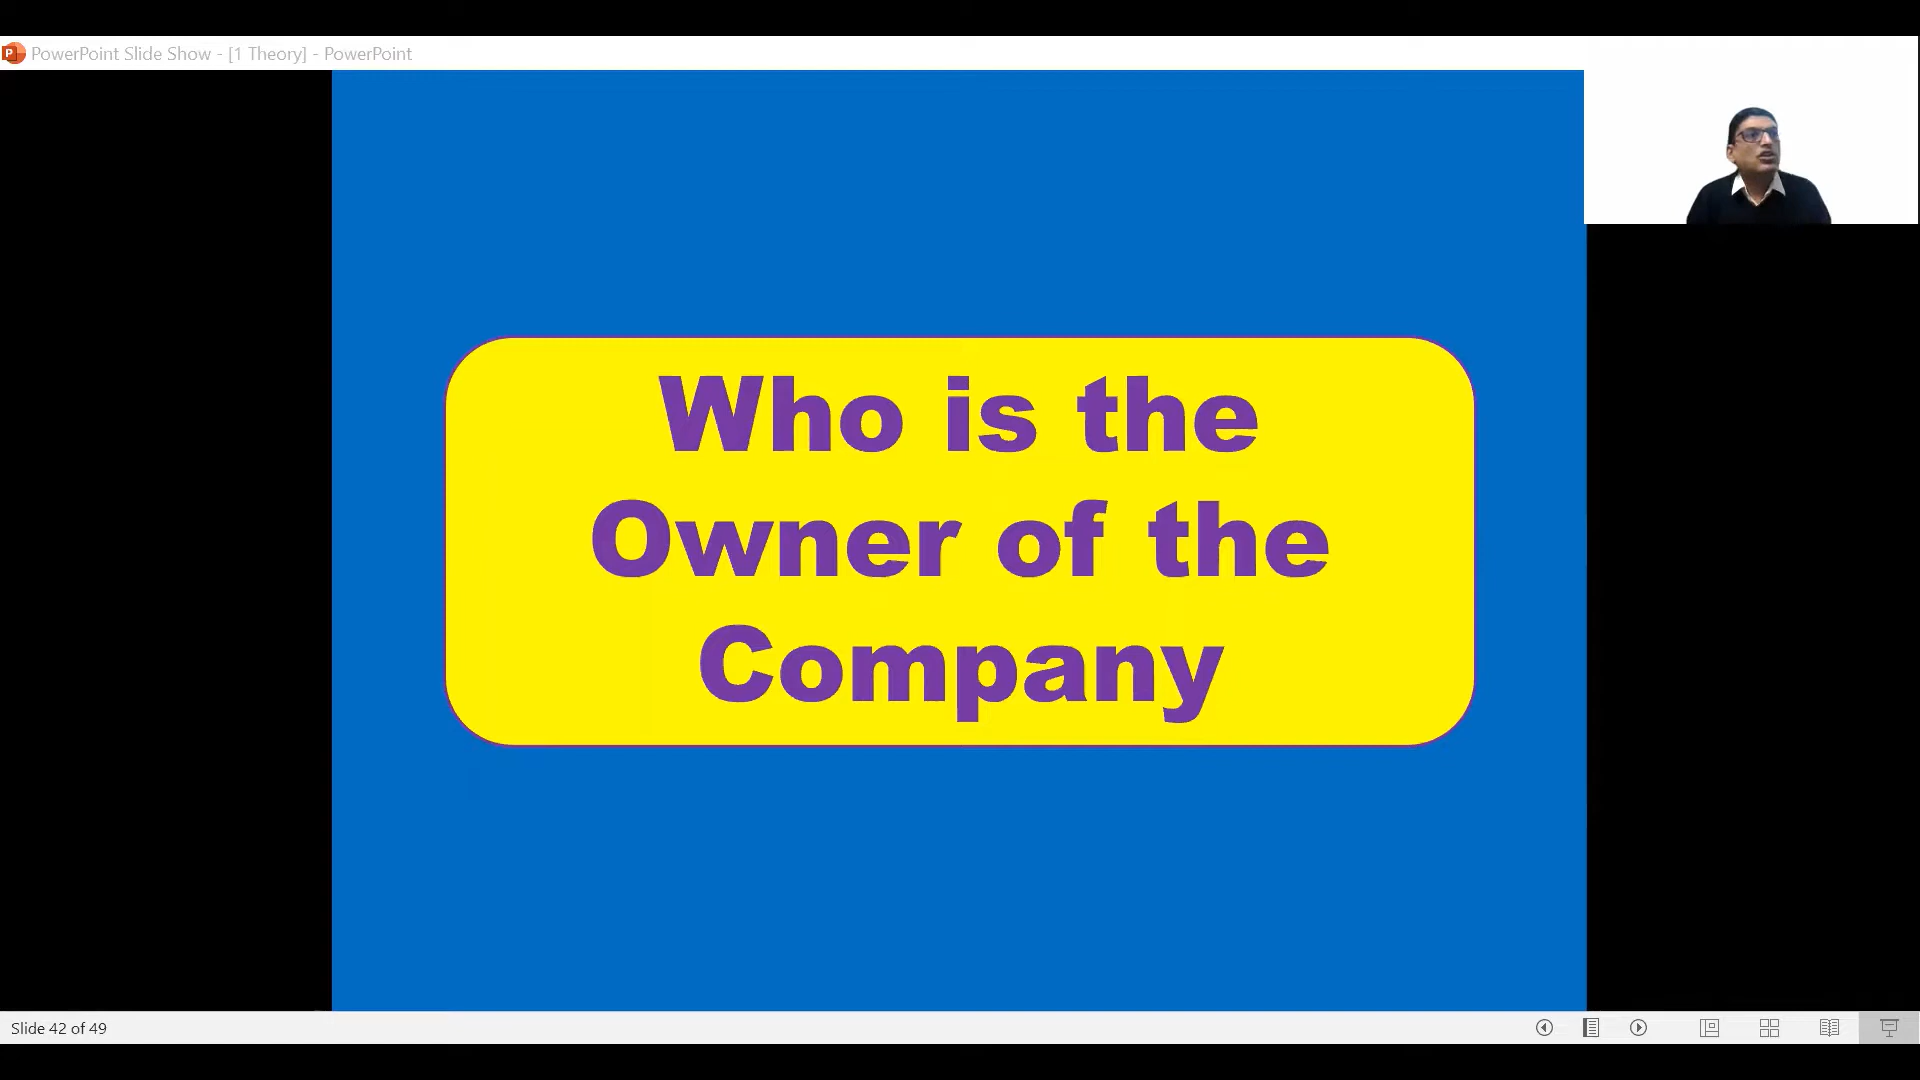 PowerPoint Slide Show - [1 Theory] - PowerPoint
Who is the
Owner of the
Company
Slide 42 of 49